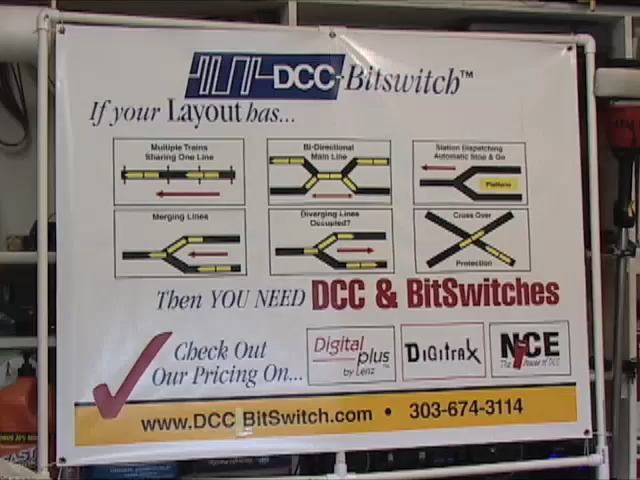 DCC-Bitswitch™
If your Layout has...
Multiple Trains
Sharing One Line
Bi-Directional
Main Line
Station Dispatching
Automatic Stop & Go
Platform
Merging Lines
Diverging Lines
Occupied?
Cross Over
Protection
Then YOU NEED DCC & BitSwitches
Check Out
Our Pricing On...
Digital
plus
by Lenz
DIGITRAX
NCE
www.DCC BitSwitch.com • 303-674-3114